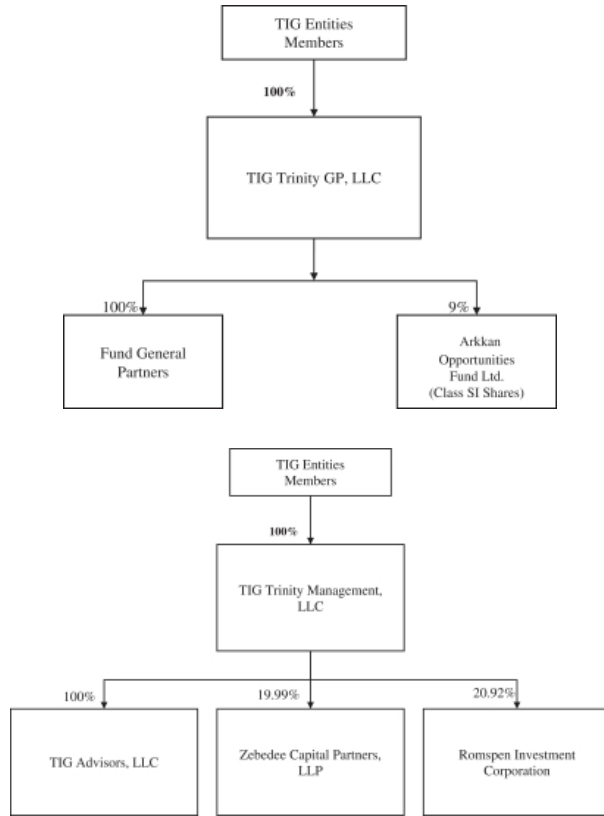 TIG Entities
Members
100%
TIG Trinity GP, LLC
100%
9%
Fund General
Partners
Arkkan
Opportunities
Fund Ltd.
(Class SI Shares)
TIG Entities
Members
100%
TIG Trinity Management,
LLC
100%
19.99%
20.92%
TIG Advisors, LLC
Zebedee Capital Partners,
LLP
Romspen Investment
Corporation